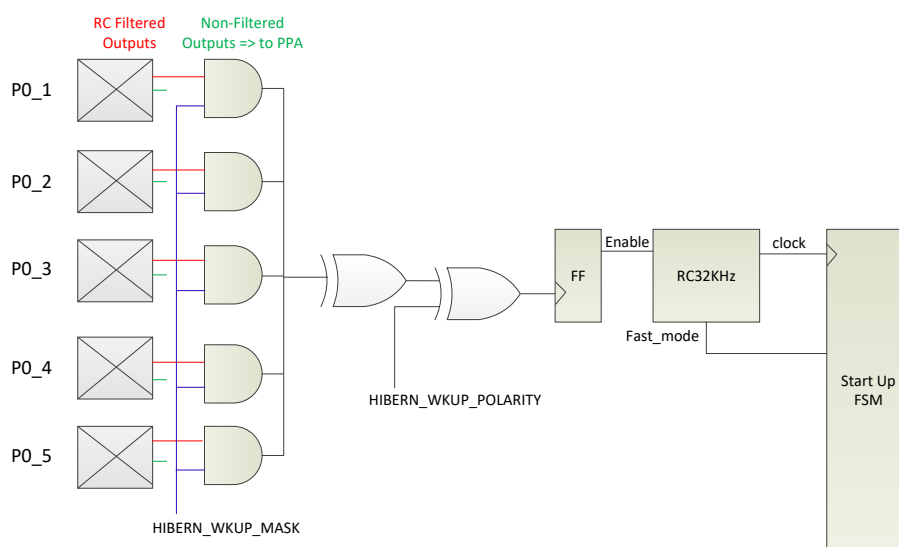 RC Filtered
Outputs
Non-Filtered
Outputs => to PPA
P0_1
P0_2
P0_3
P0_4
P0_5
HIBERN_WKUP_MASK
HIBERN_WKUP_POLARITY
FF
Enable
RC32KHz
clock
Fast_mode
Start Up
FSM